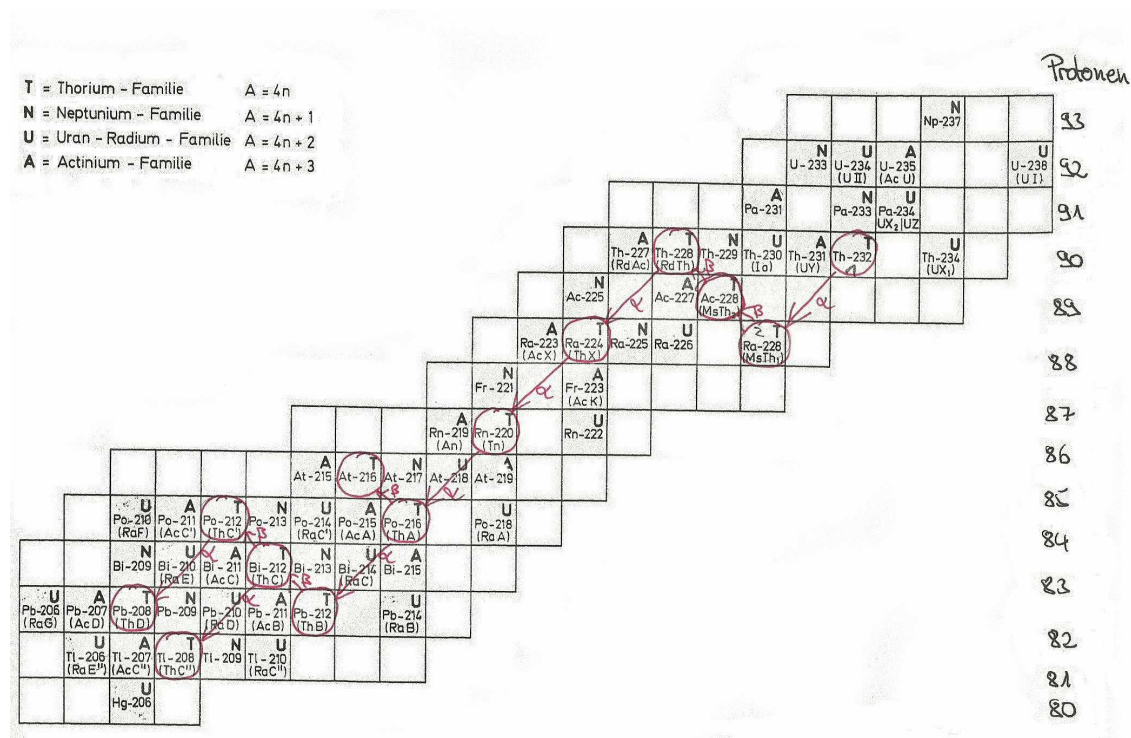 Protonen
T = Thorium – Familie A = 4n
N = Neptunium – Familie A = 4n + 1
U = Uran – Radium – Familie A = 4n + 2
A = Actinium – Familie A = 4n + 3
N
Np-237
93
N U A U
U-233 U-234 U-235 U-238
(U II) (Ac U) (U I)
92
A N U
Pa-231 Pa-233 Pa-234
UX₂|UZ
91
A T N U A T U
Th-227 Th-228 Th-229 Th-230 Th-231 Th-232 Th-234
(RdAc) (RdTh) (Io) (UY) (UX₁)
90
β α
N A T
Ac-225 Ac-227 Ac-228
89
α β
A T N U T
Ra-223 Ra-224 Ra-225 Ra-226 Ra-228
(AcX) (ThX) (MsTh₁)
88
N A
Fr-221 Fr-223
(AcK)
87
α
A T U
Rn-219 Rn-220 Rn-222
(An) (Tn)
86
A T N U A
At-215 At-216 At-217 At-218 At-219
85
β α
U A T N U A T U
Po-210 Po-211 Po-212 Po-213 Po-214 Po-215 Po-216 Po-218
(RaF) (AcC') (ThC') (RaC') (AcA) (ThA) (RaA)
84
β
N U A T N U A
Bi-209 Bi-210 Bi-211 Bi-212 Bi-213 Bi-214 Bi-215
(RaE) (AcC) (ThC) (RaC)
83
α β α
U A T N U A T U
Pb-206 Pb-207 Pb-208 Pb-209 Pb-210 Pb-211 Pb-212 Pb-214
(RaG) (AcD) (ThD) (RaD) (AcB) (ThB) (RaB)
82
α
U A T N U
Tl-206 Tl-207 Tl-208 Tl-209 Tl-210
(RaE'') (AcC'') (ThC'') (RaC'')
81
U
Hg-206
80